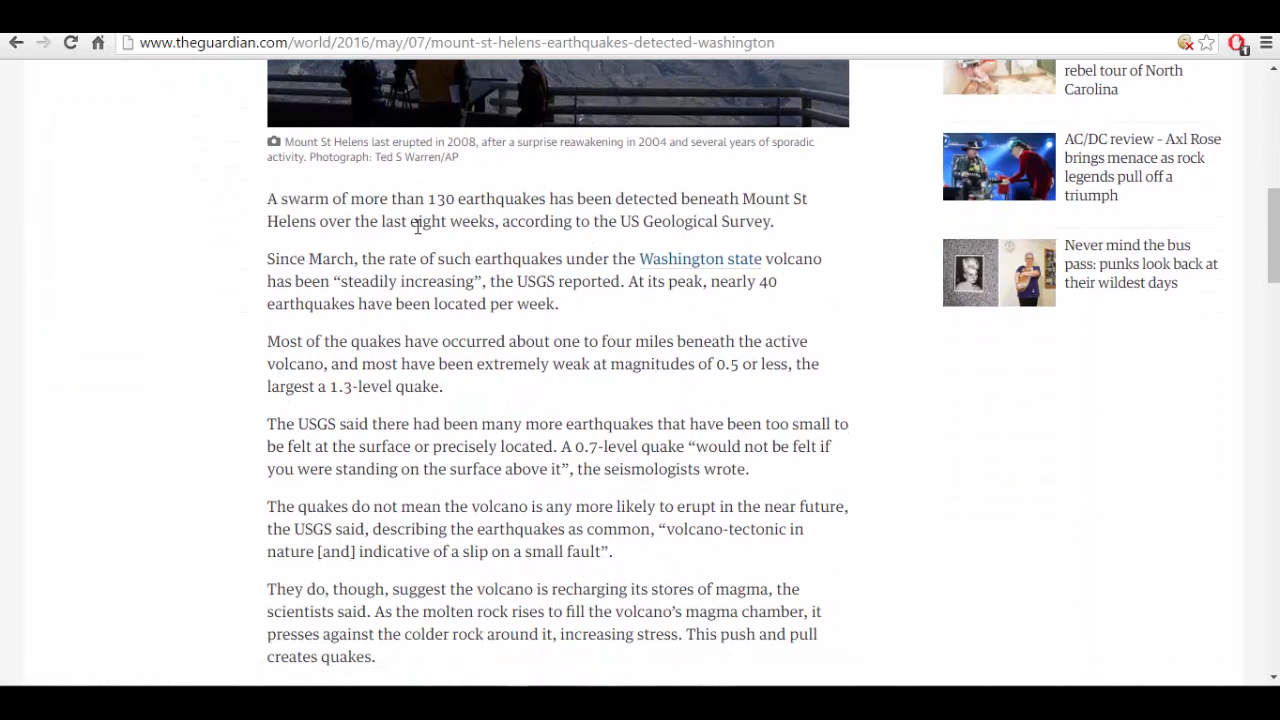 www.theguardian.com/world/2016/may/07/mount-st-helens-earthquakes-detected-washington
1
Mount St Helens last erupted in 2008, after a surprise reawakening in 2004 and several years of sporadic
activity. Photograph: Ted S Warren/AP
A swarm of more than 130 earthquakes has been detected beneath Mount St
Helens over the last eight weeks, according to the US Geological Survey.
Since March, the rate of such earthquakes under the Washington state volcano
has been “steadily increasing”, the USGS reported. At its peak, nearly 40
earthquakes have been located per week.
Most of the quakes have occurred about one to four miles beneath the active
volcano, and most have been extremely weak at magnitudes of 0.5 or less, the
largest a 1.3-level quake.
The USGS said there had been many more earthquakes that have been too small to
be felt at the surface or precisely located. A 0.7-level quake “would not be felt if
you were standing on the surface above it”, the seismologists wrote.
The quakes do not mean the volcano is any more likely to erupt in the near future,
the USGS said, describing the earthquakes as common, “volcano-tectonic in
nature [and] indicative of a slip on a small fault”.
They do, though, suggest the volcano is recharging its stores of magma, the
scientists said. As the molten rock rises to fill the volcano’s magma chamber, it
presses against the colder rock around it, increasing stress. This push and pull
creates quakes.
rebel tour of North
Carolina
AC/DC review – Axl Rose
brings menace as rock
legends pull off a
triumph
Never mind the bus
pass: punks look back at
their wildest days